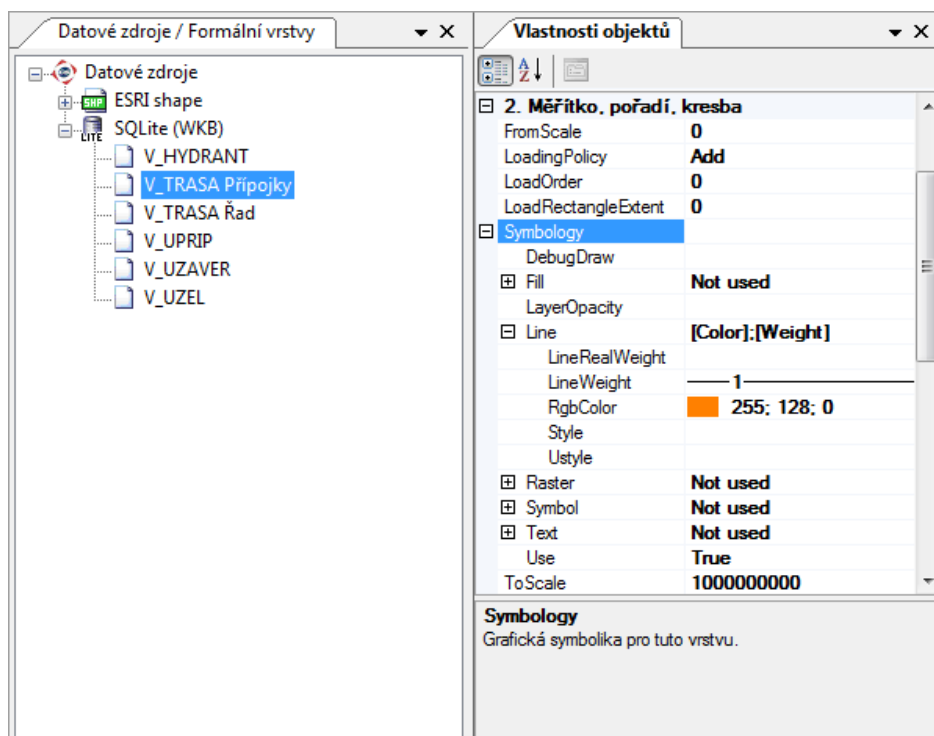 Datové zdroje / Formální vrstvy
Datové zdroje
SHP ESRI shape
LITE SQLite (WKB)
V_HYDRANT
V_TRASA Přípojky
V_TRASA Řad
V_UPRIP
V_UZAVER
V_UZEL
Vlastnosti objektů
2. Měřítko, pořadí, kresba
FromScale 0
LoadingPolicy Add
LoadOrder 0
LoadRectangleExtent 0
Symbology
DebugDraw
Fill Not used
LayerOpacity
Line [Color];[Weight]
LineRealWeight
LineWeight 1
RgbColor 255; 128; 0
Style
Ustyle
Raster Not used
Symbol Not used
Text Not used
Use True
ToScale 1000000000
Symbology
Grafická symbolika pro tuto vrstvu.